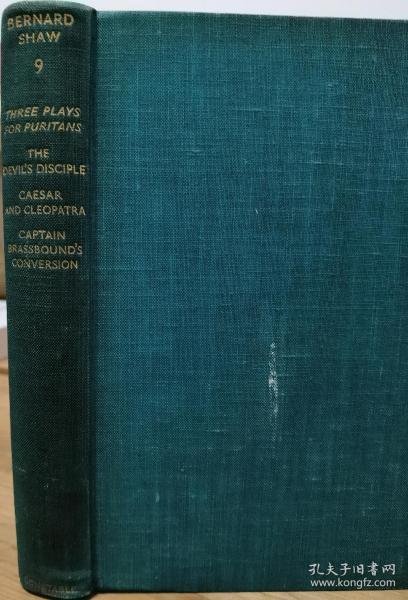 BERNARD
SHAW
9
THREE PLAYS
FOR PURITANS
THE
DEVIL'S DISCIPLE
CAESAR
AND CLEOPATRA
CAPTAIN
BRASSBOUND'S
CONVERSION
CONSTABLE
孔夫子旧书网
www.kongfz.com